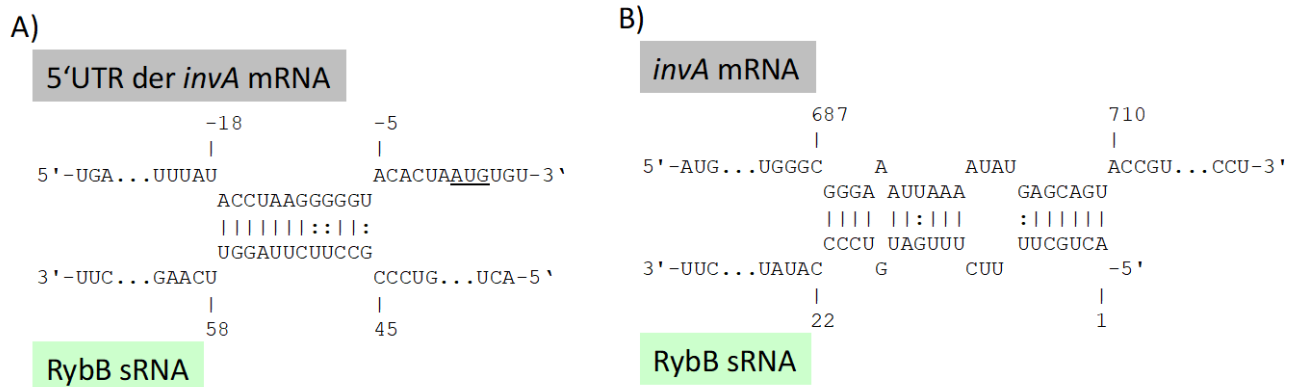 A)
5‘UTR der invA mRNA
-18 -5
| |
5'-UGA...UUUAU ACACUAAUGUGU-3‘
ACCUAAGGGGGU
|||||||::||:
UGGAUUCUUCCG
3'-UUC...GAACU CCCUG...UCA-5‘
| |
58 45
RybB sRNA
B)
invA mRNA
687 710
| |
5'-AUG...UGGGC A AUAU ACCGU...CCU-3'
GGGA AUUAAA GAGCAGU
|||| ||:||| :||||||
CCCU UAGUUU UUCGUCA
3'-UUC...UAUAC G CUU -5'
| |
22 1
RybB sRNA